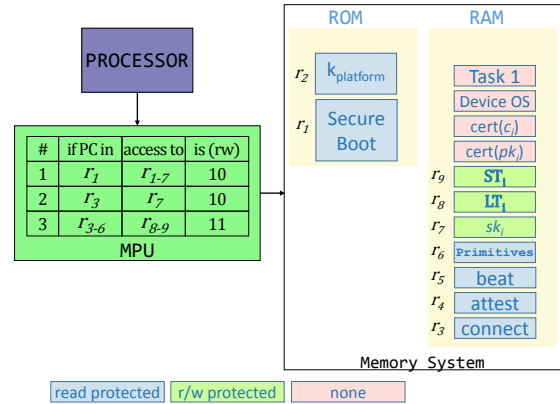 ROM
RAM
PROCESSOR
r₂
k_platform
r₁
Secure
Boot
Task 1
Device OS
cert(cᵢ)
cert(pkᵢ)
r₉ STᵢ
r₈ LTᵢ
r₇ skᵢ
r₆ Primitives
r₅ beat
r₄ attest
r₃ connect
# if PC in access to is (rw)
1 r₁ r₁₋₇ 10
2 r₃ r₇ 10
3 r₃₋₆ r₈₋₉ 11
MPU
Memory System
read protected r/w protected none